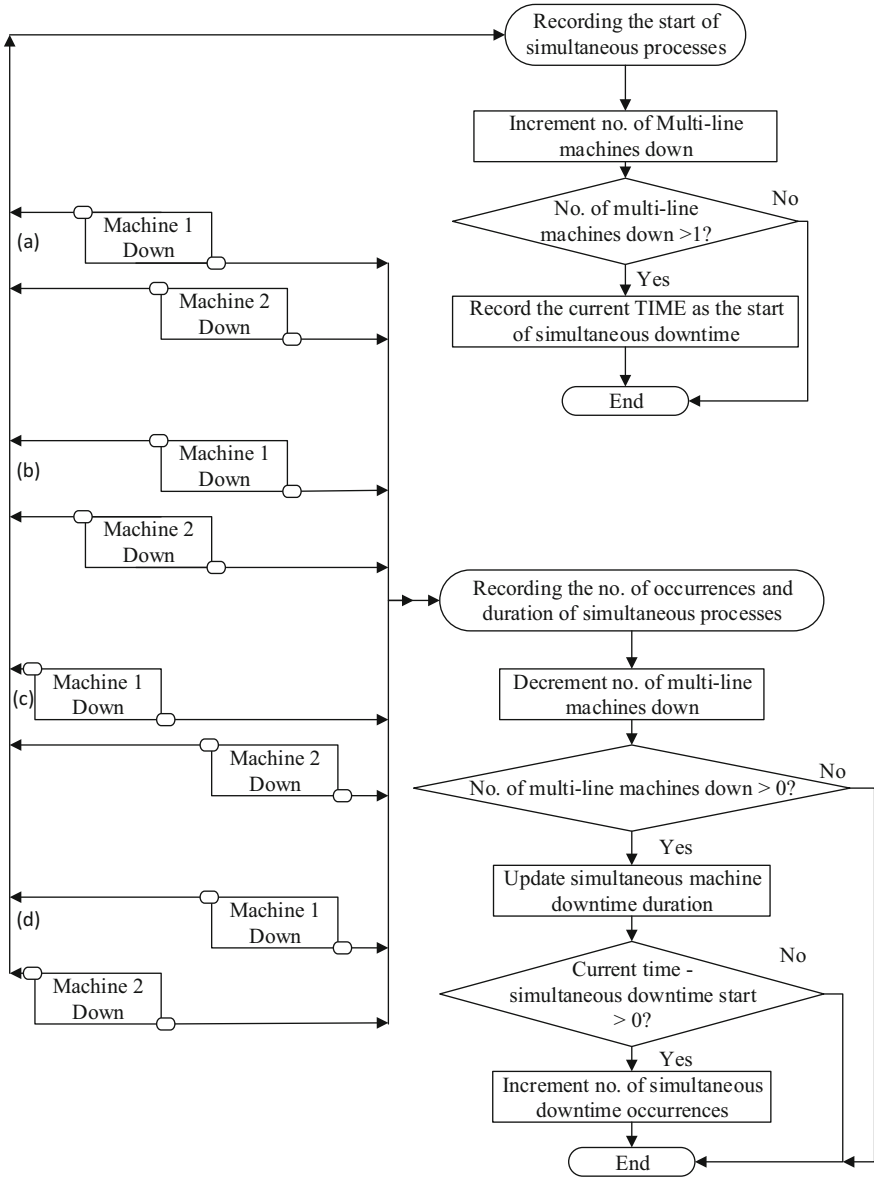 Recording the start of
simultaneous processes
Increment no. of Multi-line
machines down
No. of multi-line
machines down >1?
No
Yes
Record the current TIME as the start
of simultaneous downtime
End
(a)
Machine 1
Down
Machine 2
Down
(b)
Machine 1
Down
Machine 2
Down
(c)
Machine 1
Down
Machine 2
Down
(d)
Machine 1
Down
Machine 2
Down
Recording the no. of occurrences and
duration of simultaneous processes
Decrement no. of multi-line
machines down
No. of multi-line machines down > 0?
No
Yes
Update simultaneous machine
downtime duration
Current time -
simultaneous downtime start
> 0?
No
Yes
Increment no. of simultaneous
downtime occurrences
End